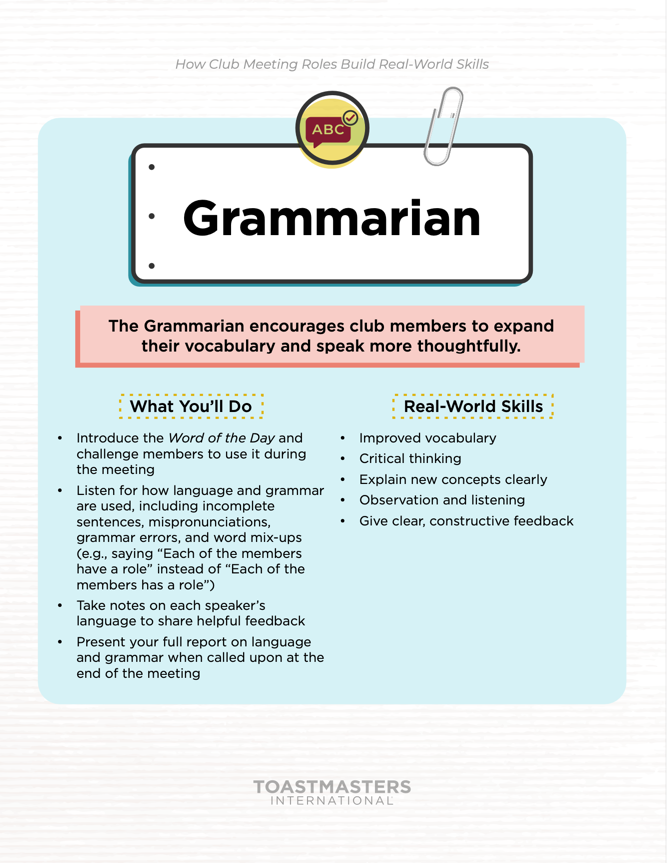 How Club Meeting Roles Build Real-World Skills
ABC
Grammarian
The Grammarian encourages club members to expand
their vocabulary and speak more thoughtfully.
What You’ll Do
• Introduce the Word of the Day and
challenge members to use it during
the meeting
• Listen for how language and grammar
are used, including incomplete
sentences, mispronunciations,
grammar errors, and word mix-ups
(e.g., saying “Each of the members
have a role” instead of “Each of the
members has a role”)
• Take notes on each speaker’s
language to share helpful feedback
• Present your full report on language
and grammar when called upon at the
end of the meeting
Real-World Skills
• Improved vocabulary
• Critical thinking
• Explain new concepts clearly
• Observation and listening
• Give clear, constructive feedback
TOASTMASTERS
INTERNATIONAL